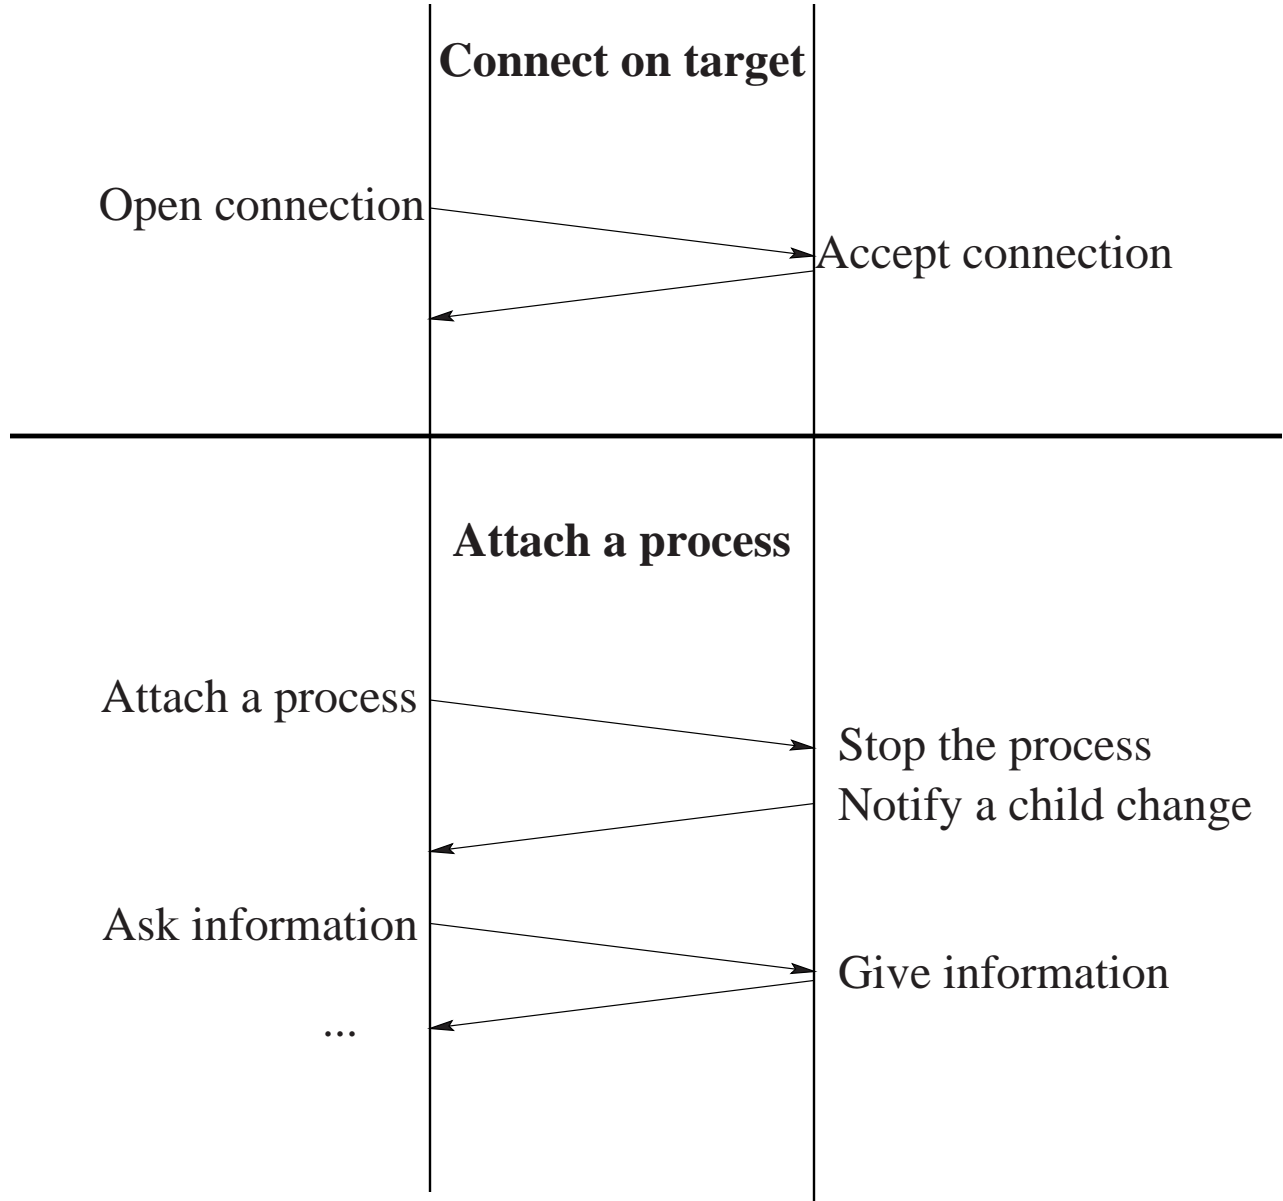 Connect on target
Open connection
Accept connection
Attach a process
Attach a process
Stop the process
Notify a child change
Ask information
Give information
...